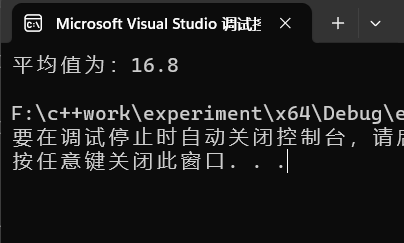 Microsoft Visual Studio 调试控
平均值为: 16.8
F:\c++work\experiment\x64\Debug\e
要在调试停止时自动关闭控制台, 请启
按任意键关闭此窗口. . .